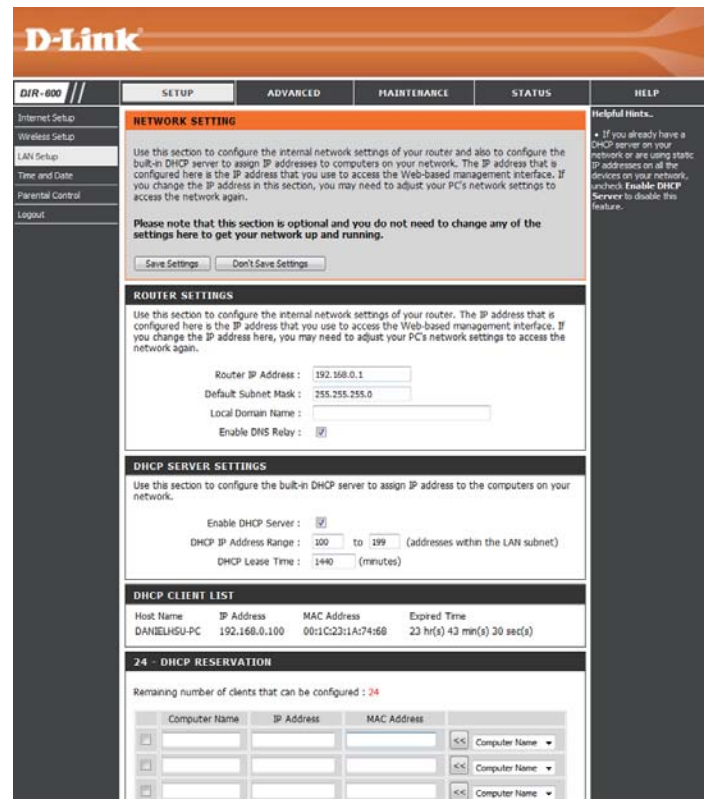 D-Link
DIR-600
SETUP
ADVANCED
MAINTENANCE
STATUS
HELP
Internet Setup
Wireless Setup
LAN Setup
Time and Date
Parental Control
Logout
NETWORK SETTING
Use this section to configure the internal network settings of your router and also to configure the
built-in DHCP server to assign IP addresses to computers on your network. The IP address that is
configured here is the IP address that you use to access the Web-based management interface. If
you change the IP address in this section, you may need to adjust your PC's network settings to
access the network again.
Please note that this section is optional and you do not need to change any of the
settings here to get your network up and running.
Save Settings
Don't Save Settings
ROUTER SETTINGS
Use this section to configure the internal network settings of your router. The IP address that is
configured here is the IP address that you use to access the Web-based management interface. If
you change the IP address here, you may need to adjust your PC's network settings to access the
network again.
Router IP Address : 192.168.0.1
Default Subnet Mask : 255.255.255.0
Local Domain Name :
Enable DNS Relay :
DHCP SERVER SETTINGS
Use this section to configure the built-in DHCP server to assign IP address to the computers on your
network.
Enable DHCP Server :
DHCP IP Address Range : 100 to 199 (addresses within the LAN subnet)
DHCP Lease Time : 1440 (minutes)
DHCP CLIENT LIST
Host Name IP Address MAC Address Expired Time
DANIELHSU-PC 192.168.0.100 00:1C:23:1A:74:68 23 hr(s) 43 min(s) 30 sec(s)
24 - DHCP RESERVATION
Remaining number of clients that can be configured : 24
Computer Name IP Address MAC Address
<< Computer Name
<< Computer Name
<< Computer Name
Helpful Hints..
• If you already have a
DHCP server on your
network or are using static
IP addresses on all the
devices on your network,
uncheck Enable DHCP
Server to disable this
feature.